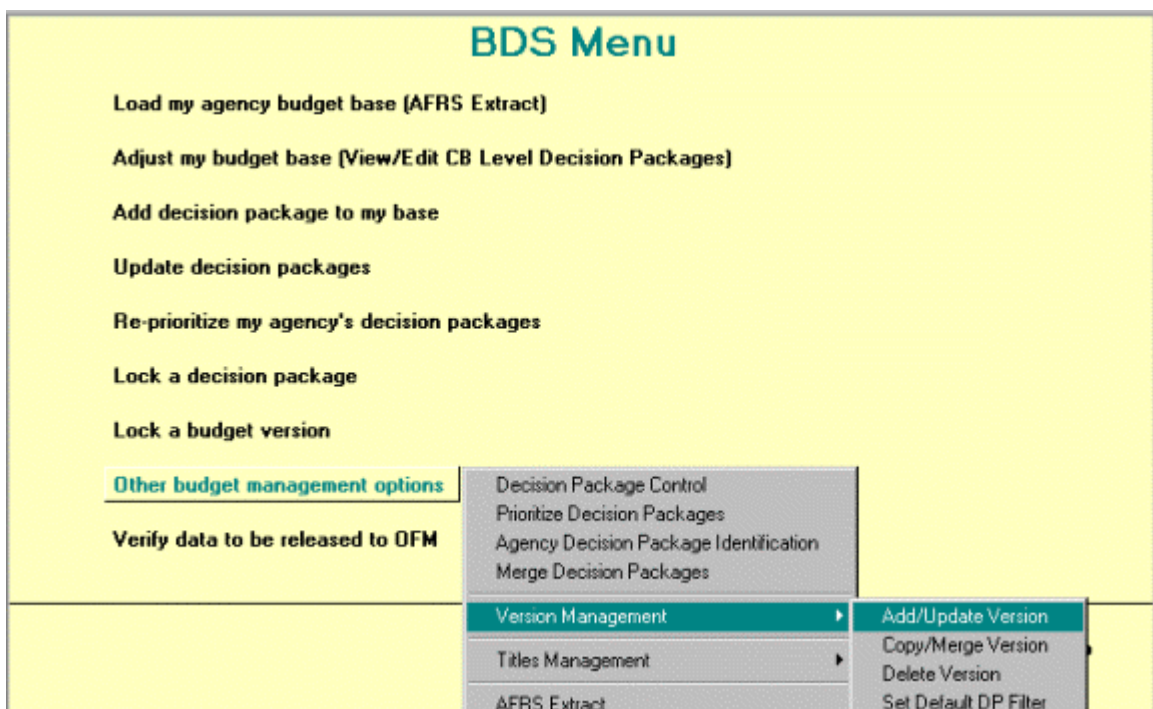 BDS Menu
Load my agency budget base (AFRS Extract)
Adjust my budget base (View/Edit CB Level Decision Packages)
Add decision package to my base
Update decision packages
Re-prioritize my agency's decision packages
Lock a decision package
Lock a budget version
Other budget management options
Verify data to be released to OFM
Decision Package Control
Prioritize Decision Packages
Agency Decision Package Identification
Merge Decision Packages
Version Management
Titles Management
AFRS Extract
Add/Update Version
Copy/Merge Version
Delete Version
Set Default DP Filter